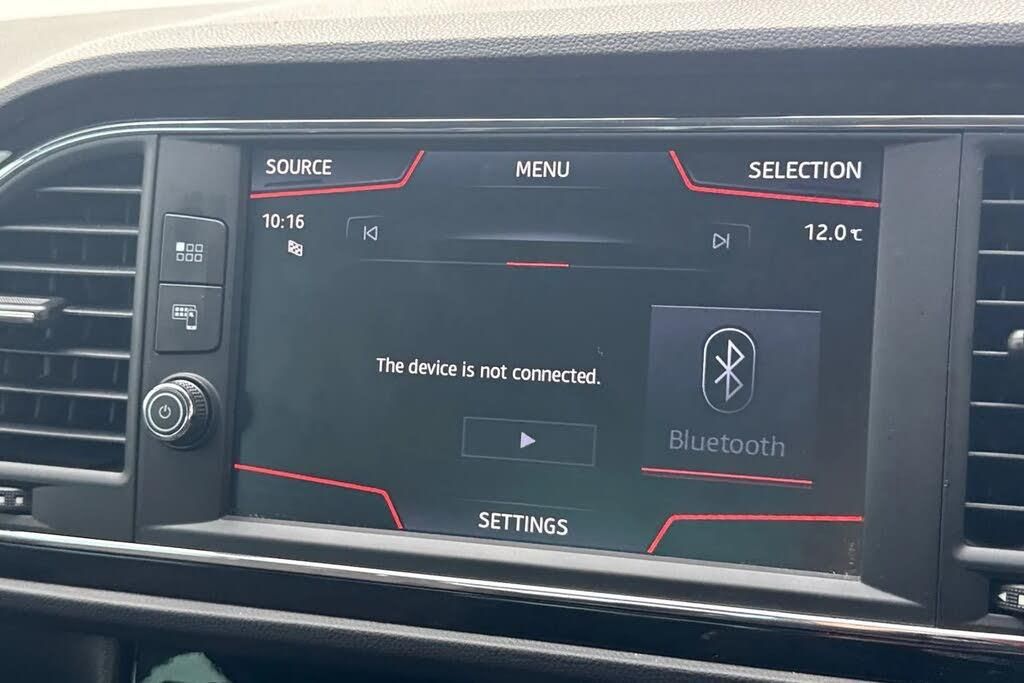 SOURCE
MENU
SELECTION
10:16
12.0℃
The device is not connected.
Bluetooth
SETTINGS